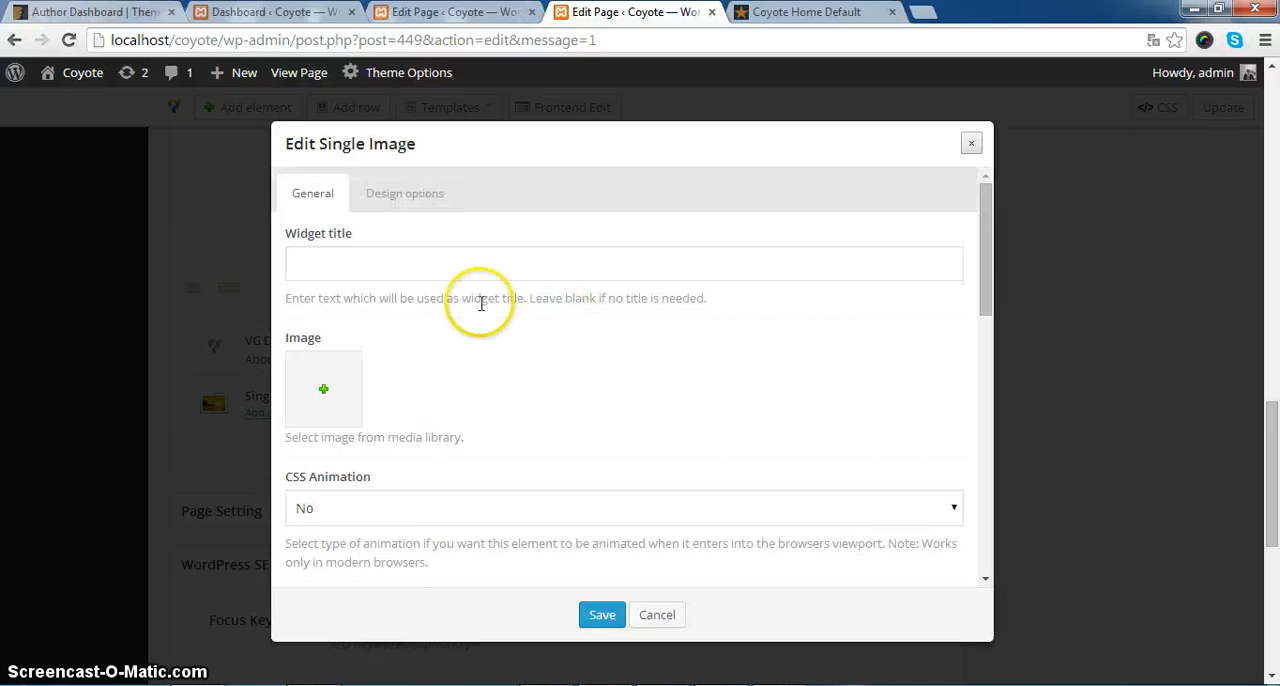 Author Dashboard | Them
Dashboard ‹ Coyote — Wo
Edit Page ‹ Coyote — Wor
Edit Page ‹ Coyote — Wor
Coyote Home Default
localhost/coyote/wp-admin/post.php?post=449&action=edit&message=1
Coyote 2 1 New View Page Theme Options Howdy, admin
Add element Add row Templates Frontend Edit </> CSS Update
Edit Single Image
General Design options
Widget title
Enter text which will be used as widget title. Leave blank if no title is needed.
Image
VG D
Abou
Sing
Add
Select image from media library.
CSS Animation
No
Page Setting
Select type of animation if you want this element to be animated when it enters into the browsers viewport. Note: Works
only in modern browsers.
WordPress SE
Save Cancel
Focus Key
Screencast-O-Matic.com